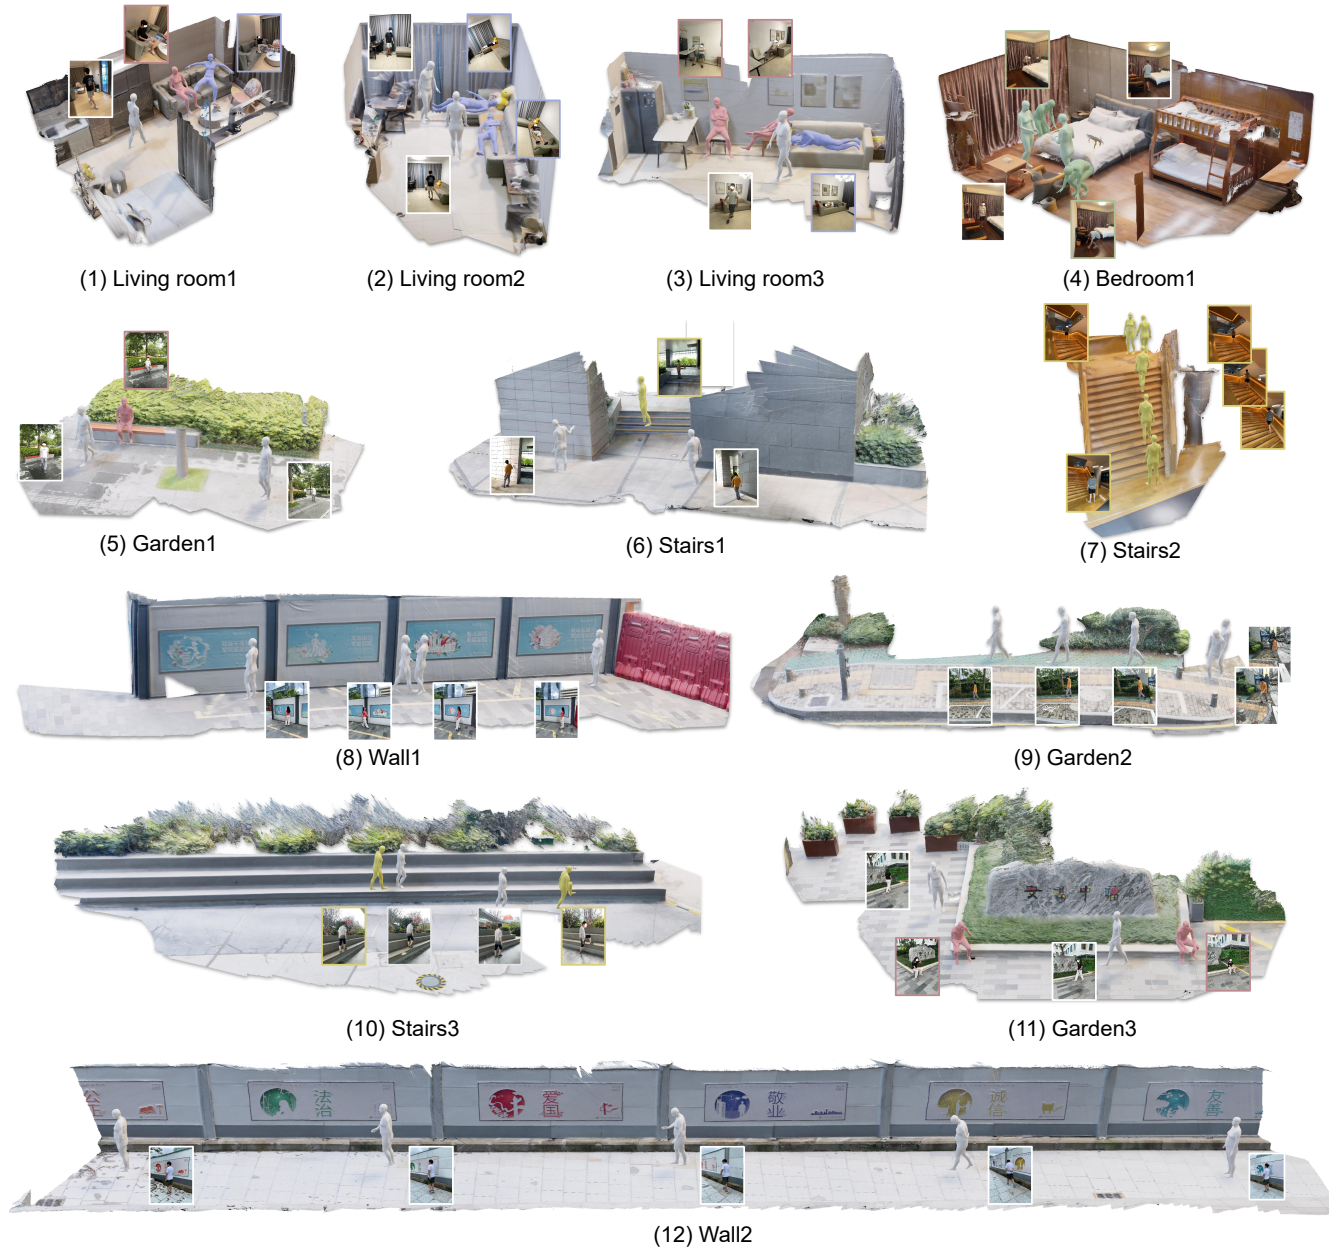 (1) Living room1
(2) Living room2
(3) Living room3
(4) Bedroom1
(5) Garden1
(6) Stairs1
(7) Stairs2
(8) Wall1
(9) Garden2
(10) Stairs3
(11) Garden3
法治
爱国
敬业
诚信
友善
(12) Wall2